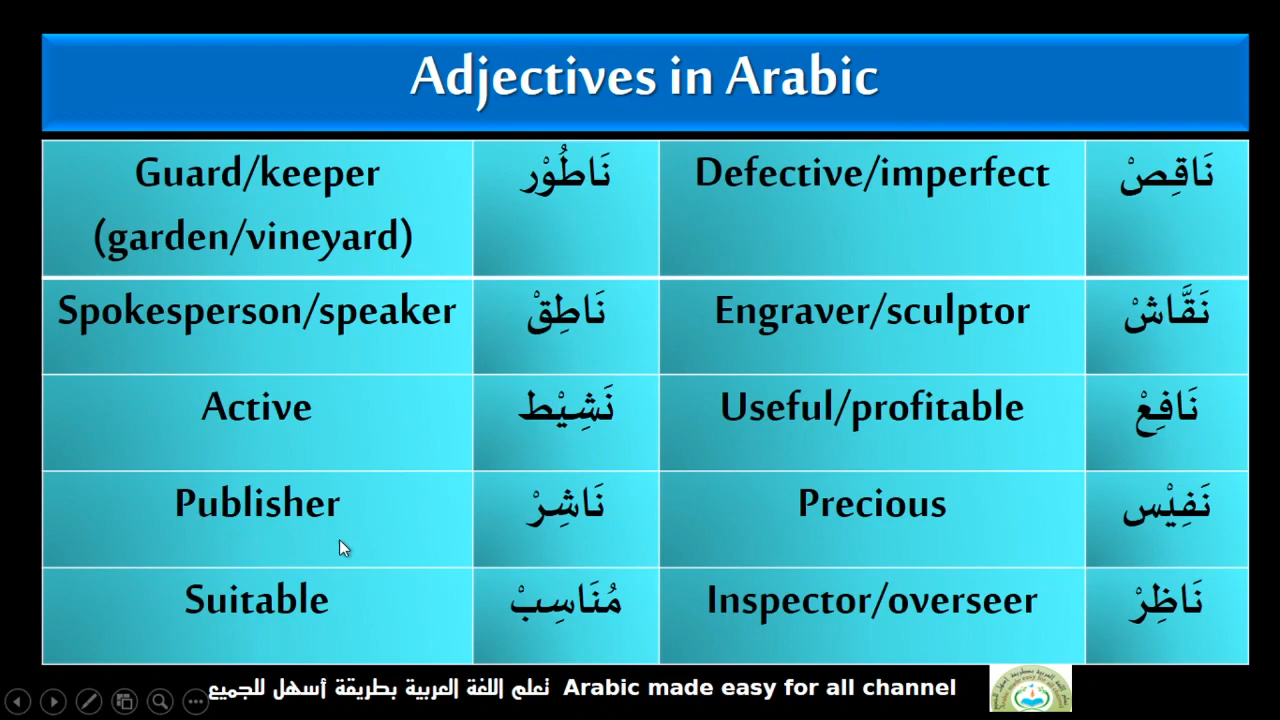 Adjectives in Arabic
Guard/keeper
(garden/vineyard)
نَاطُوْر
Defective/imperfect
نَاقِصْ
Spokesperson/speaker
نَاطِقْ
Engraver/sculptor
نَقَّاشْ
Active
نَشِيْط
Useful/profitable
نَافِعْ
Publisher
نَاشِرْ
Precious
نَفِيْس
Suitable
مُنَاسِبْ
Inspector/overseer
نَاظِرْ
تعلم اللغة العربية بطريقة أسهل للجميع Arabic made easy for all channel